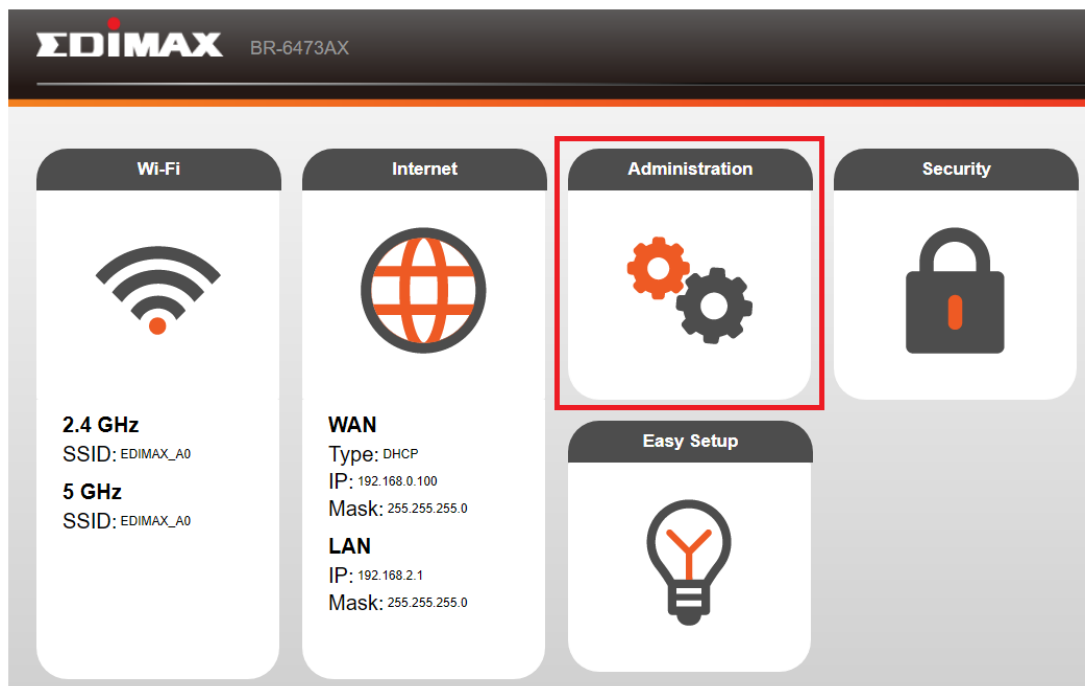 EDIMAX BR-6473AX
Wi-Fi
2.4 GHz
SSID: EDIMAX_A0
5 GHz
SSID: EDIMAX_A0
Internet
WAN
Type: DHCP
IP: 192.168.0.100
Mask: 255.255.255.0
LAN
IP: 192.168.2.1
Mask: 255.255.255.0
Administration
Easy Setup
Security